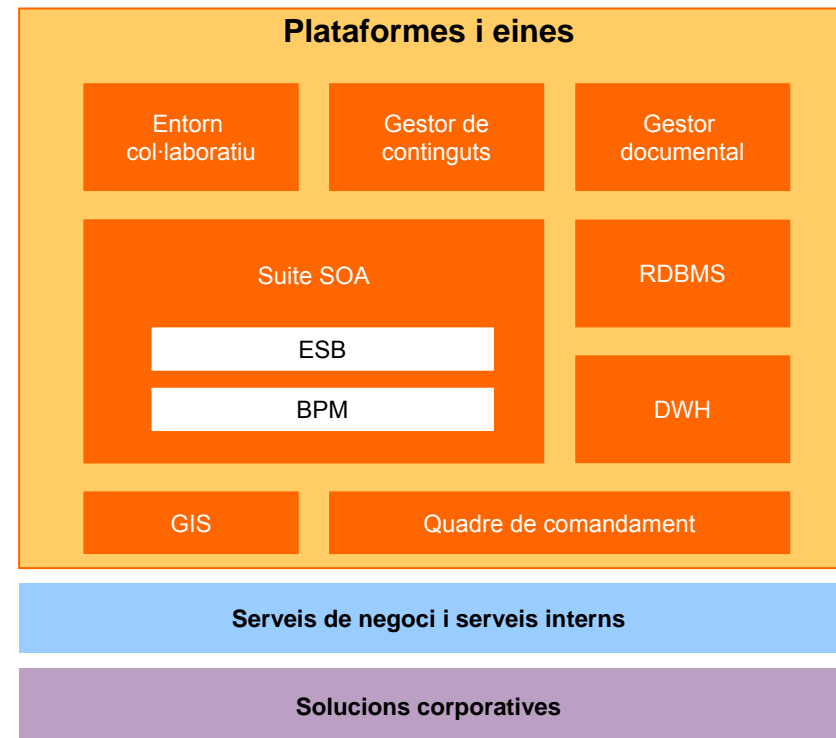 Plataformes i eines
Entorn
col·laboratiu
Gestor de
continguts
Gestor
documental
Suite SOA
ESB
BPM
RDBMS
DWH
GIS
Quadre de comandament
Serveis de negoci i serveis interns
Solucions corporatives